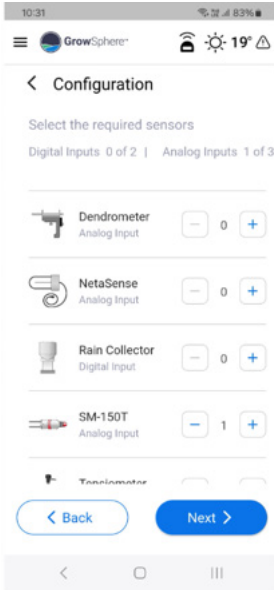 10:31
83%
GrowSphere
19°
Configuration
Select the required sensors
Digital Inputs 0 of 2 | Analog Inputs 1 of 3
Dendrometer
Analog Input
0
NetaSense
Analog Input
0
Rain Collector
Digital Input
0
SM-150T
Analog Input
1
Tensiometer
Back
Next